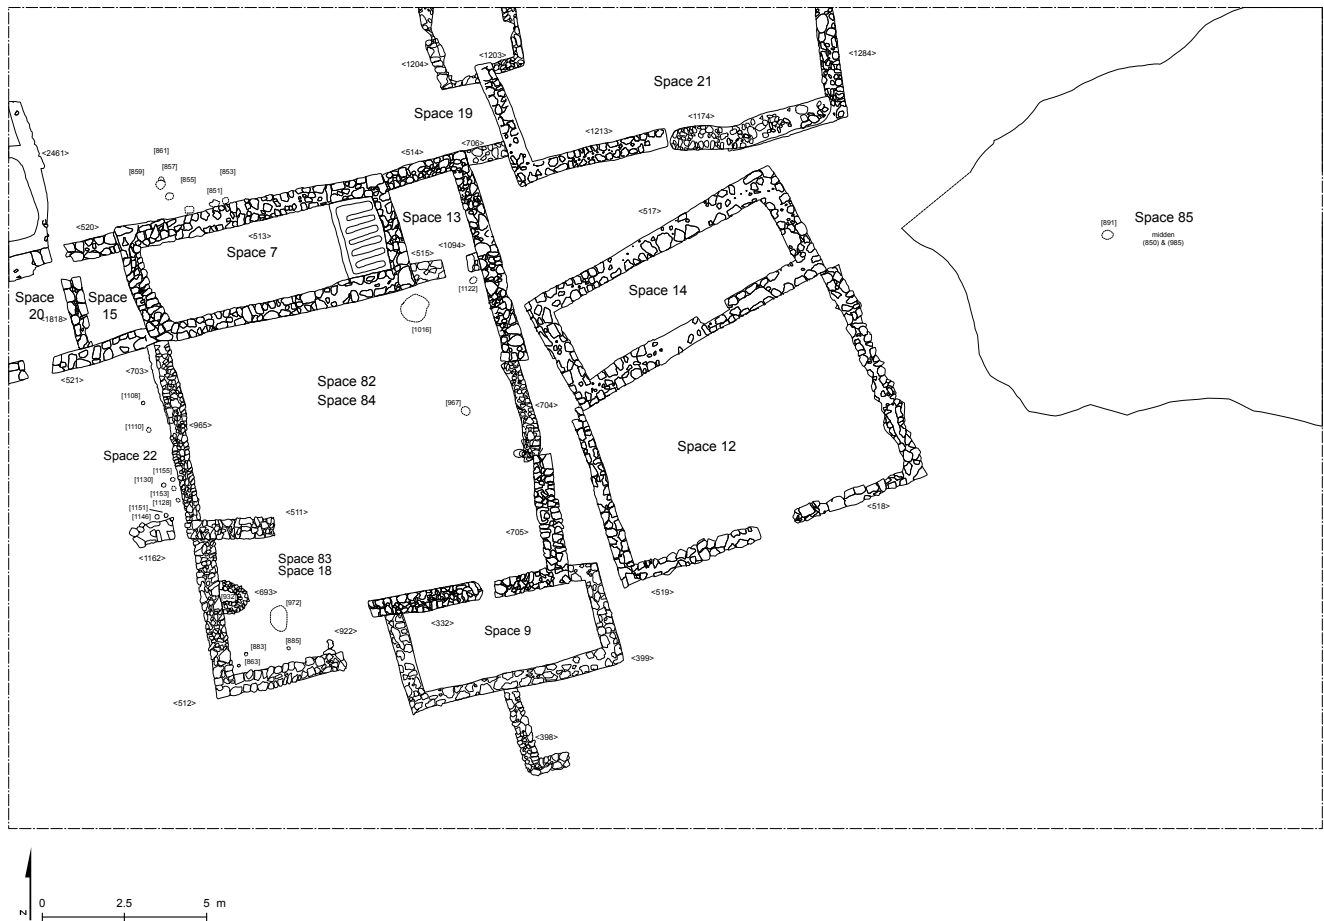 <1203>
<1204>
<1284>
Space 21
Space 19
<1174>
<1213>
<706>
<514>
<2461>
[861]
[859]
[857]
[855]
[853]
[851]
<520>
<513>
Space 7
Space 13
<1094>
<515>
[1122]
[1016]
<517>
Space 14
Space 85
[891]
midden
(850) & (985)
Space
20
<1818>
Space
15
<521>
<703>
[1108]
[1110]
<965>
Space 82
Space 84
[967]
<704>
Space 12
Space 22
[1155]
[1130]
[1153]
[1128]
[1151]
[1146]
<1162>
<511>
<705>
<518>
<519>
Space 83
Space 18
[932]
<693>
[972]
<922>
[883]
[885]
[863]
<512>
<332>
Space 9
<399>
<398>
N
0 2.5 5 m